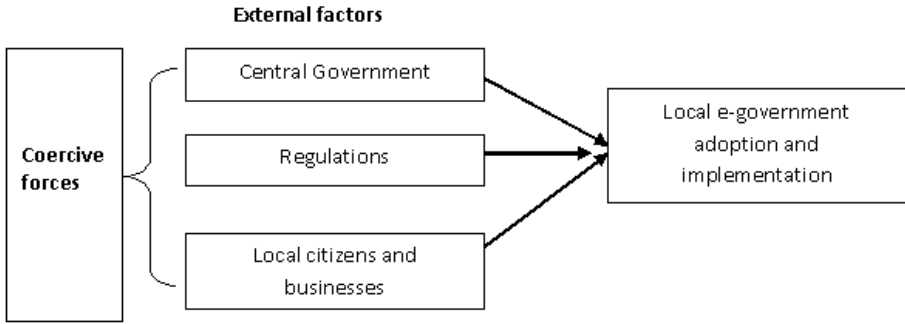 External factors
Coercive
forces
Central Government
Regulations
Local citizens and
businesses
Local e-government
adoption and
implementation